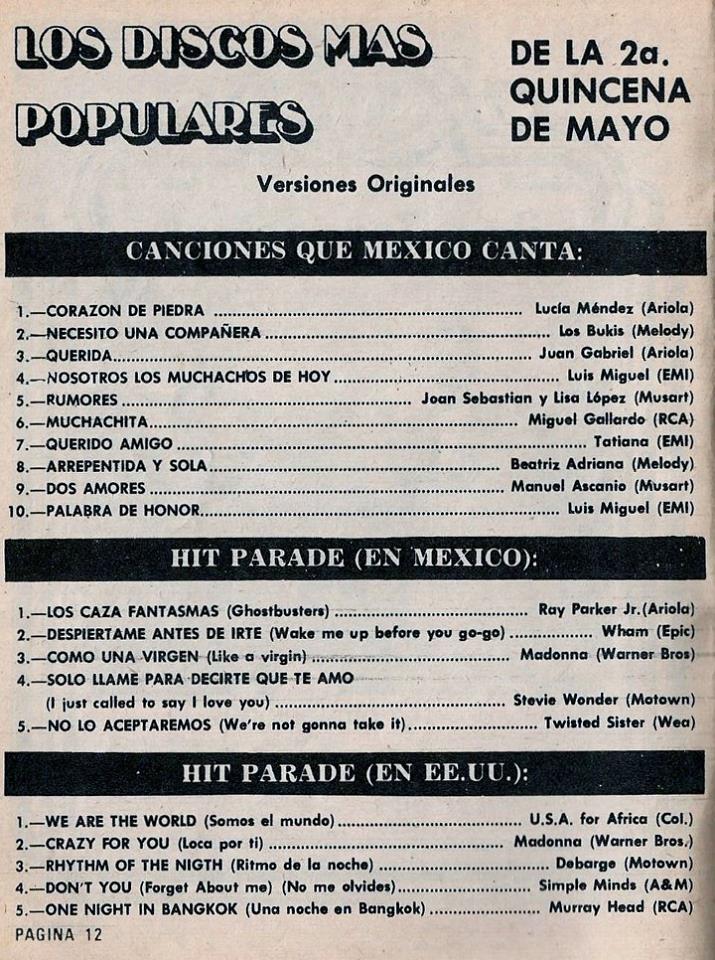 LOS DISCOS MAS
POPULARES
DE LA 2a.
QUINCENA
DE MAYO
Versiones Originales
CANCIONES QUE MEXICO CANTA:
1.—CORAZON DE PIEDRA ........ Lucía Méndez (Ariola)
2.—NECESITO UNA COMPAÑERA ........ Los Bukis (Melody)
3.—QUERIDA ........ Juan Gabriel (Ariola)
4.—NOSOTROS LOS MUCHACHOS DE HOY ........ Luis Miguel (EMI)
5.—RUMORES ........ Joan Sebastian y Lisa López (Musart)
6.—MUCHACHITA ........ Miguel Gallardo (RCA)
7.—QUERIDO AMIGO ........ Tatiana (EMI)
8.—ARREPENTIDA Y SOLA ........ Beatriz Adriana (Melody)
9.—DOS AMORES ........ Manuel Ascanio (Musart)
10.—PALABRA DE HONOR ........ Luis Miguel (EMI)
HIT PARADE (EN MEXICO):
1.—LOS CAZA FANTASMAS (Ghostbusters) ........ Ray Parker Jr.(Ariola)
2.—DESPIERTAME ANTES DE IRTE (Wake me up before you go-go) ........ Wham (Epic)
3.—COMO UNA VIRGEN (Like a virgin) ........ Madonna (Warner Bros)
4.—SOLO LLAME PARA DECIRTE QUE TE AMO
(I just called to say I love you) ........ Stevie Wonder (Motown)
5.—NO LO ACEPTAREMOS (We're not gonna take it) ........ Twisted Sister (Wea)
HIT PARADE (EN EE.UU.):
1.—WE ARE THE WORLD (Somos el mundo) ........ U.S.A. for Africa (Col.)
2.—CRAZY FOR YOU (Loca por ti) ........ Madonna (Warner Bros.)
3.—RHYTHM OF THE NIGTH (Ritmo de la noche) ........ Debarge (Motown)
4.—DON'T YOU (Forget About me) (No me olvides) ........ Simple Minds (A&M)
5.—ONE NIGHT IN BANGKOK (Una noche en Bangkok) ........ Murray Head (RCA)
PAGINA 12